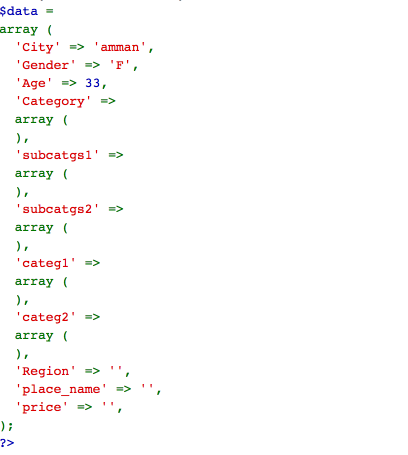 $data =
array (
  'City' => 'amman',
  'Gender' => 'F',
  'Age' => 33,
  'Category' =>
  array (
  ),
  'subcatgs1' =>
  array (
  ),
  'subcatgs2' =>
  array (
  ),
  'categ1' =>
  array (
  ),
  'categ2' =>
  array (
  ),
  'Region' => '',
  'place_name' => '',
  'price' => '',
);
?>